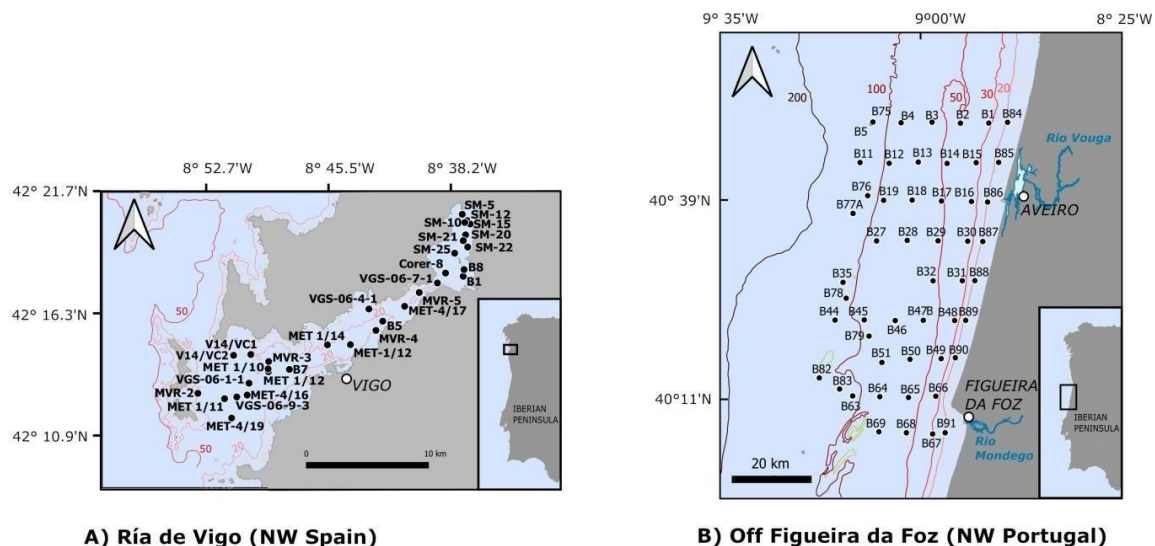 8° 52.7'W
8° 45.5'W
8° 38.2'W
42° 21.7'N
42° 16.3'N
42° 10.9'N
SM-5
SM-12
SM-10
SM-15
SM-20
SM-21
SM-22
SM-25
Corer-8
B8
B1
VGS-06-7-1
MVR-5
MET-4/17
VGS-06-4-1
B5
MVR-4
MET 1/14
MET-1/12
V14/VC1
V14/VC2
MVR-3
MET 1/10
B7
MET 1/12
VGS-06-1-1
MVR-2
MET-4/16
MET 1/11
VGS-06-9-3
MET-4/19
VIGO
50
20
20
20
50
20
IBERIAN
PENINSULA
0
10 km
A) Ría de Vigo (NW Spain)
9° 35'W
9° 00'W
8° 25'W
40° 39'N
40° 11'N
200
100
50
30
20
B75
B4
B3
B2
B1
B84
B5
B11
B12
B13
B14
B15
B85
B76
B19
B18
B17
B16
B86
B77A
B27
B28
B29
B30
B87
B35
B32
B31
B88
B78
B44
B45
B46
B47B
B48
B89
B79
B51
B50
B49
B90
B82
B83
B63
B64
B65
B66
B69
B68
B67
B91
Rio Vouga
AVEIRO
FIGUEIRA
DA FOZ
Rio
Mondego
IBERIAN
PENINSULA
20 km
B) Off Figueira da Foz (NW Portugal)